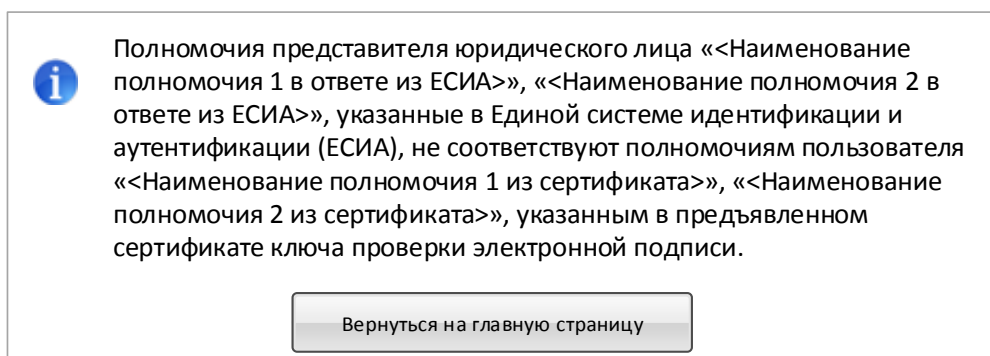 Полномочия представителя юридического лица «<Наименование
полномочия 1 в ответе из ЕСИА>», «<Наименование полномочия 2 в
ответе из ЕСИА>», указанные в Единой системе идентификации и
аутентификации (ЕСИА), не соответствуют полномочиям пользователя
«<Наименование полномочия 1 из сертификата>», «<Наименование
полномочия 2 из сертификата>», указанным в предъявленном
сертификате ключа проверки электронной подписи.
Вернуться на главную страницу